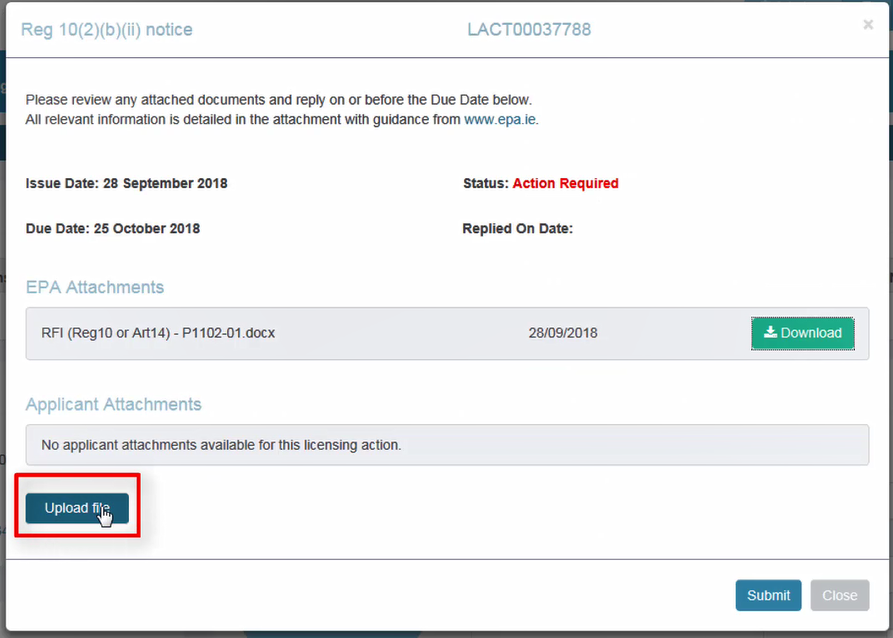 Reg 10(2)(b)(ii) notice LACT00037788 ×
Please review any attached documents and reply on or before the Due Date below.
All relevant information is detailed in the attachment with guidance from www.epa.ie.
Issue Date: 28 September 2018 Status: Action Required
Due Date: 25 October 2018 Replied On Date:
EPA Attachments
RFI (Reg10 or Art14) - P1102-01.docx 28/09/2018 Download
Applicant Attachments
No applicant attachments available for this licensing action.
Upload file
Submit Close